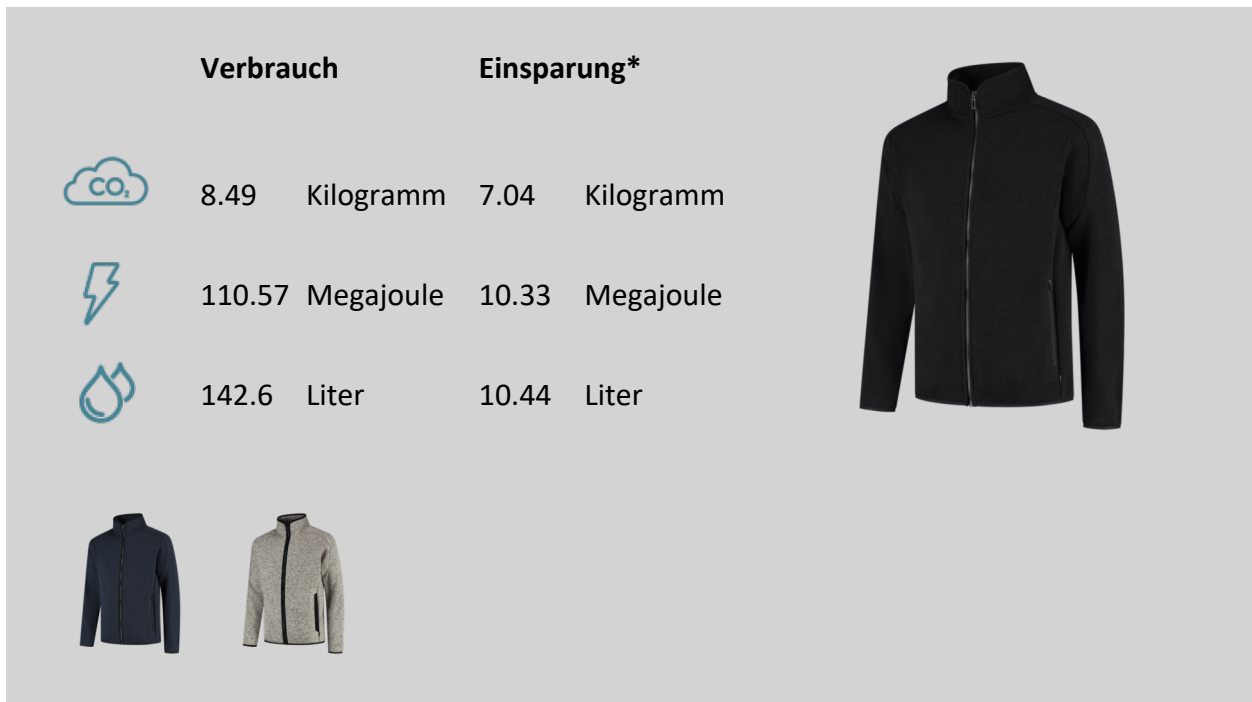 Verbrauch Einsparung*
CO₂ 8.49 Kilogramm 7.04 Kilogramm
110.57 Megajoule 10.33 Megajoule
142.6 Liter 10.44 Liter